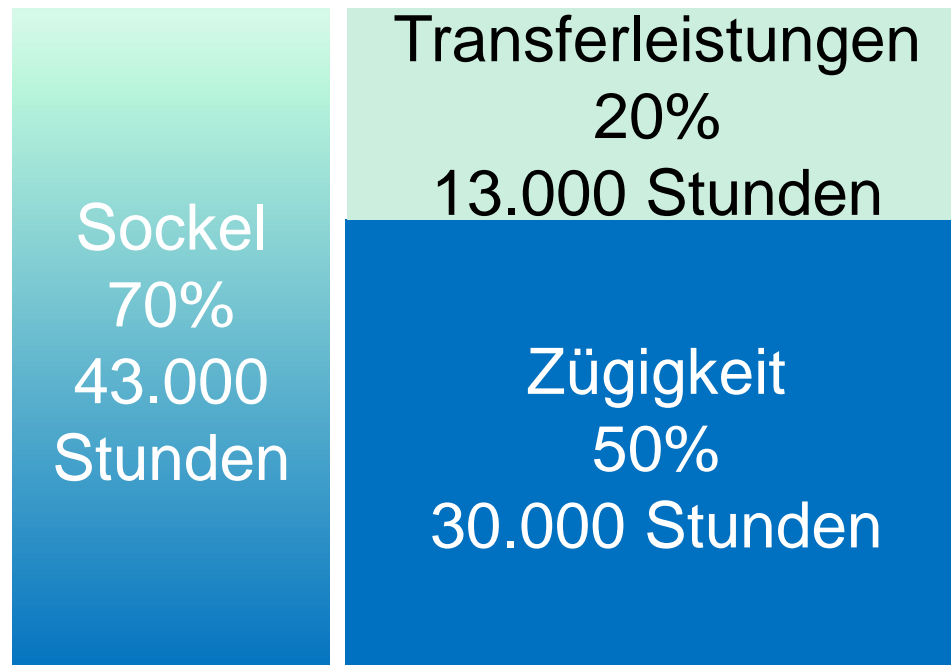 Sockel
70%
43.000
Stunden
Transferleistungen
20%
13.000 Stunden
Zügigkeit
50%
30.000 Stunden